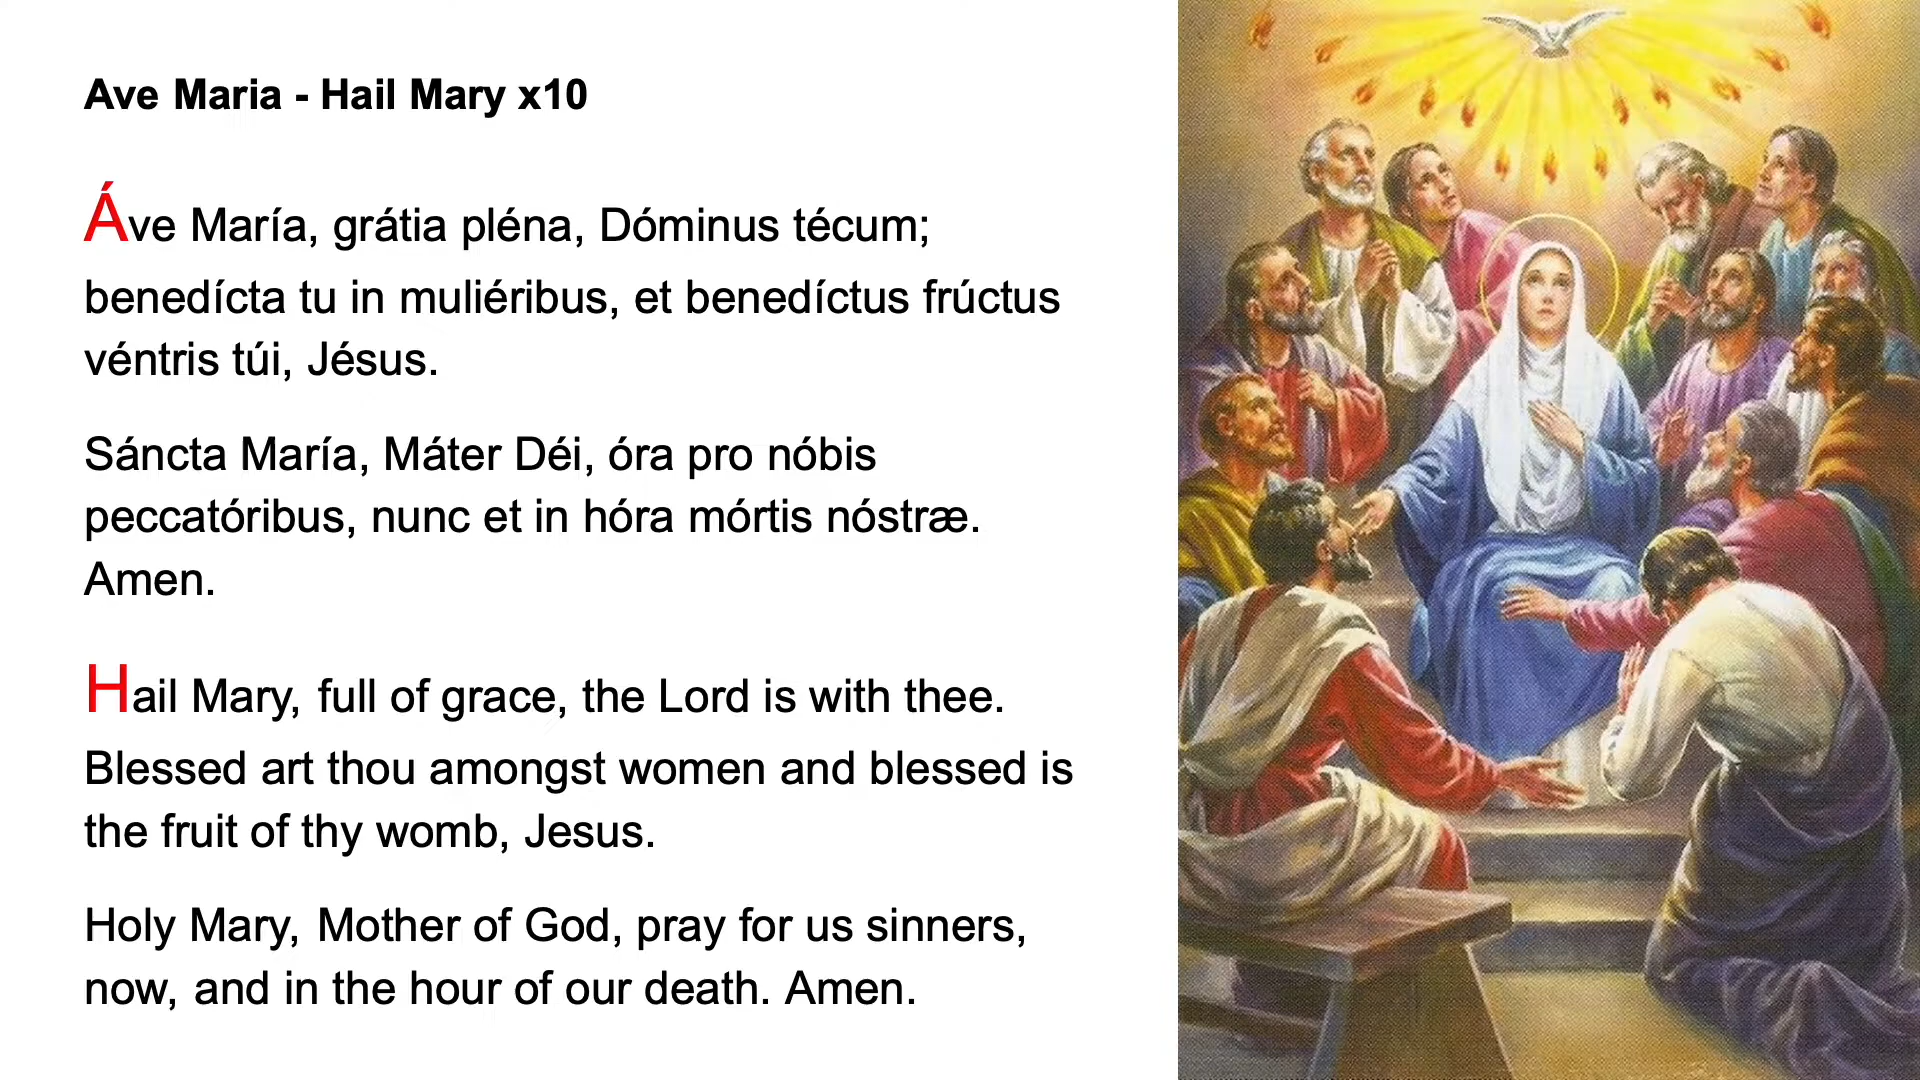 Ave Maria - Hail Mary x10
Áve María, grátia pléna, Dóminus técum;
benedícta tu in muliéribus, et benedíctus frúctus
véntris túi, Jésus.
Sáncta María, Máter Déi, óra pro nóbis
peccatóribus, nunc et in hóra mórtis nóstræ.
Amen.
Hail Mary, full of grace, the Lord is with thee.
Blessed art thou amongst women and blessed is
the fruit of thy womb, Jesus.
Holy Mary, Mother of God, pray for us sinners,
now, and in the hour of our death. Amen.